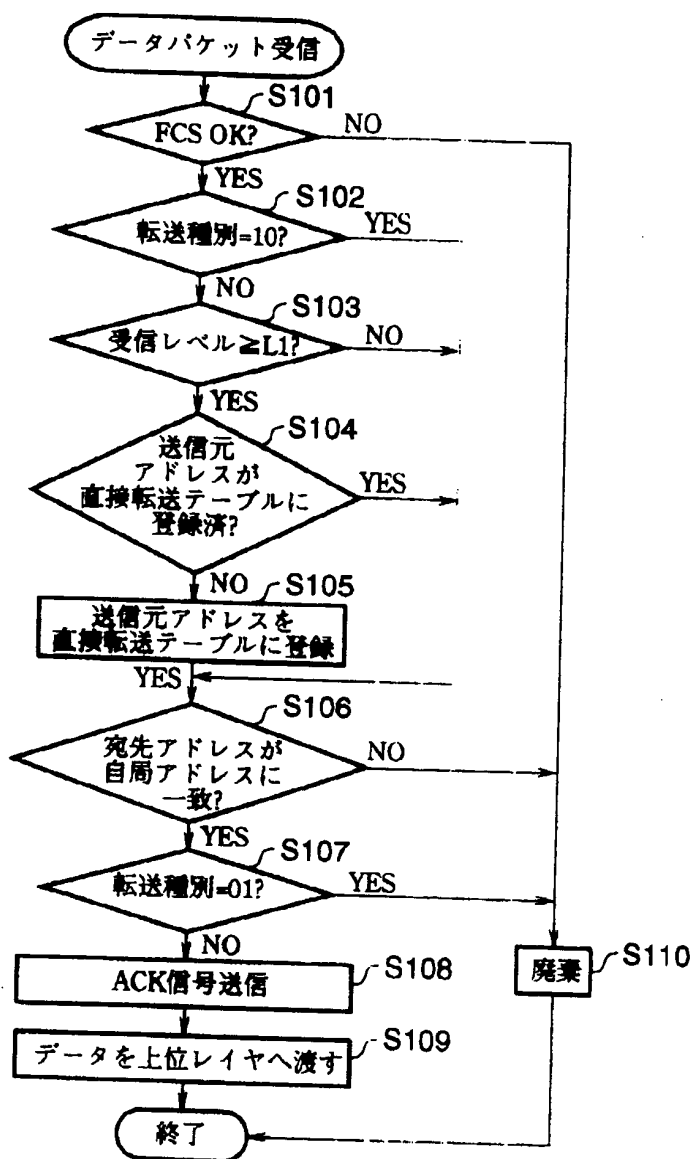 データパケット受信
S101
FCS OK?
NO
YES
S102
転送種別=10?
YES
NO
S103
受信レベル≧L1?
NO
YES
S104
送信元
アドレスが
直接転送テーブルに
登録済?
YES
NO
S105
送信元アドレスを
直接転送テーブルに登録
YES
S106
宛先アドレスが
自局アドレスに
一致?
NO
YES
S107
転送種別=01?
YES
NO
S108
ACK信号送信
S110
廃棄
S109
データを上位レイヤへ渡す
終了